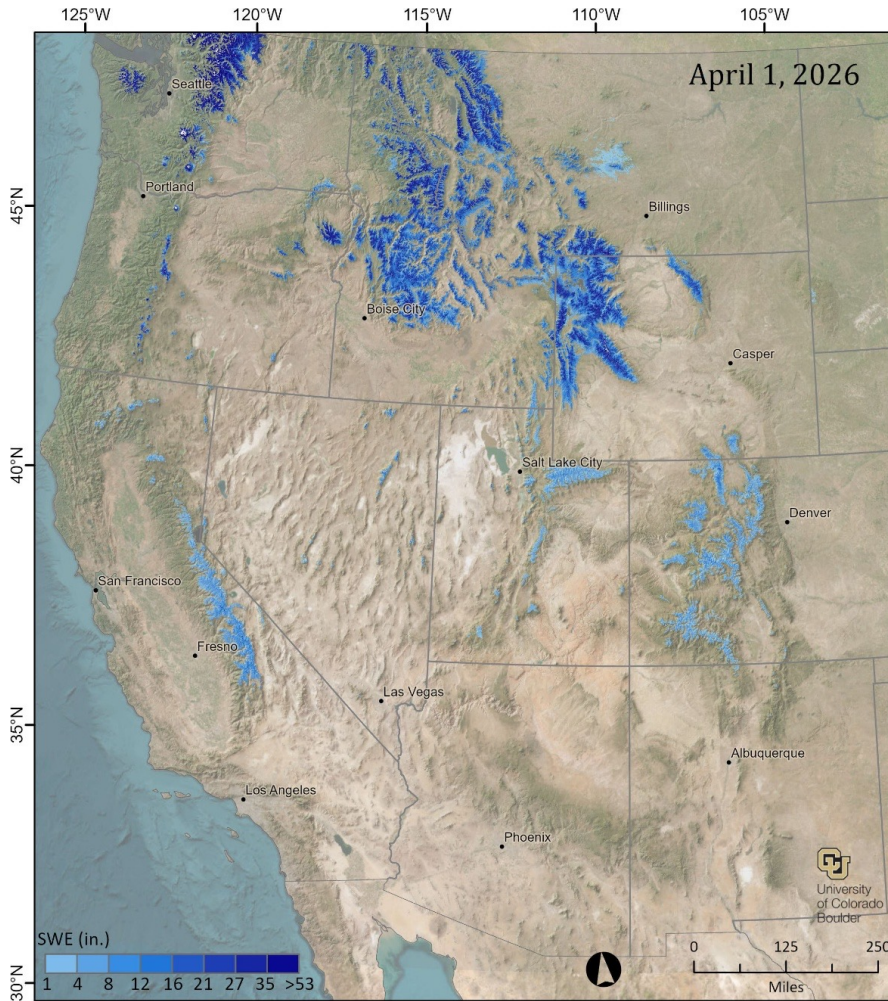 125°W 120°W 115°W 110°W 105°W
April 1, 2026
Seattle
Portland
45°N
Billings
Boise City
Casper
40°N
Salt Lake City
Denver
San Francisco
Fresno
Las Vegas
35°N
Albuquerque
Los Angeles
Phoenix
CU
University
of Colorado
Boulder
SWE (in.)
1 4 8 12 16 21 27 35 >53
0 125 250
Miles
30°N